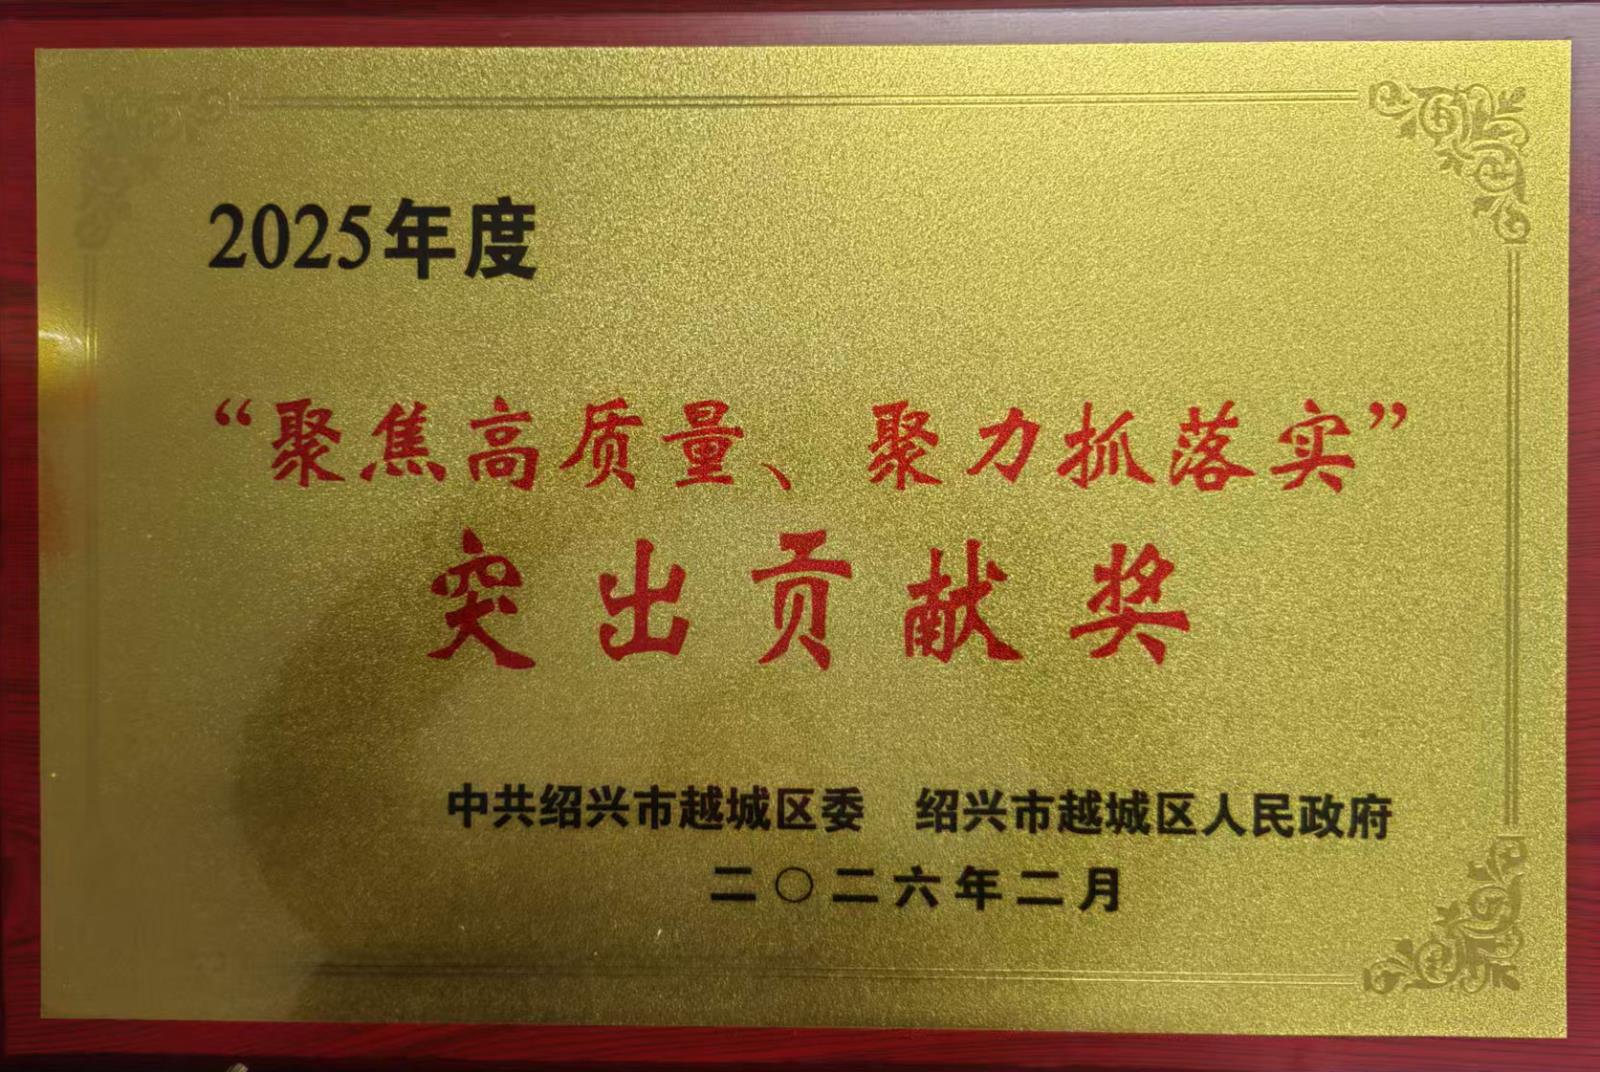 2025年度
“聚焦高质量、聚力抓落实”
突出贡献奖
中共绍兴市越城区委 绍兴市越城区人民政府
二〇二六年二月